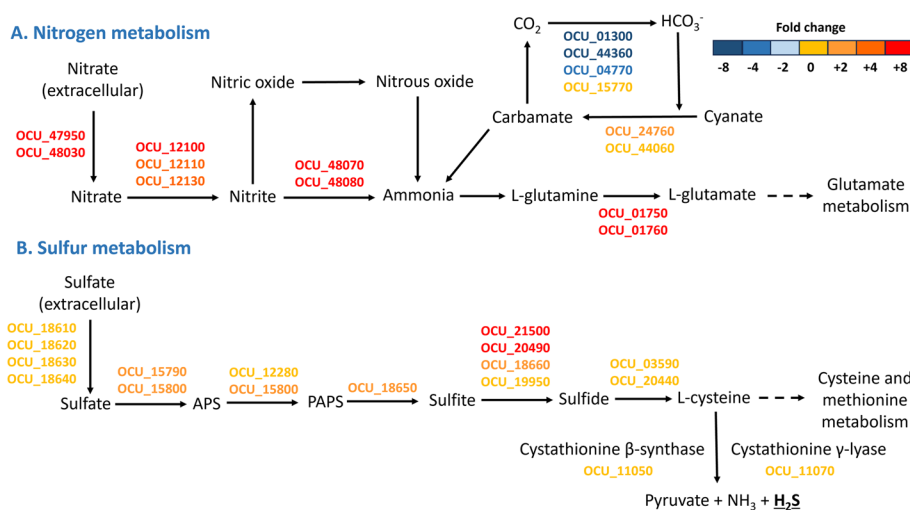 A. Nitrogen metabolism
CO₂
HCO₃⁻
Fold change
-8 -4 -2 0 +2 +4 +8
OCU_01300
OCU_44360
OCU_04770
OCU_15770
Nitrate
(extracellular)
Nitric oxide
Nitrous oxide
Carbamate
Cyanate
OCU_24760
OCU_44060
OCU_47950
OCU_48030
OCU_12100
OCU_12110
OCU_12130
OCU_48070
OCU_48080
Nitrate
Nitrite
Ammonia
L-glutamine
L-glutamate
Glutamate
metabolism
OCU_01750
OCU_01760
B. Sulfur metabolism
Sulfate
(extracellular)
OCU_18610
OCU_18620
OCU_18630
OCU_18640
OCU_15790
OCU_15800
OCU_12280
OCU_15800
OCU_18650
OCU_21500
OCU_20490
OCU_18660
OCU_19950
OCU_03590
OCU_20440
Sulfate
APS
PAPS
Sulfite
Sulfide
L-cysteine
Cysteine and
methionine
metabolism
Cystathionine β-synthase
OCU_11050
Cystathionine γ-lyase
OCU_11070
Pyruvate + NH₃ + H₂S